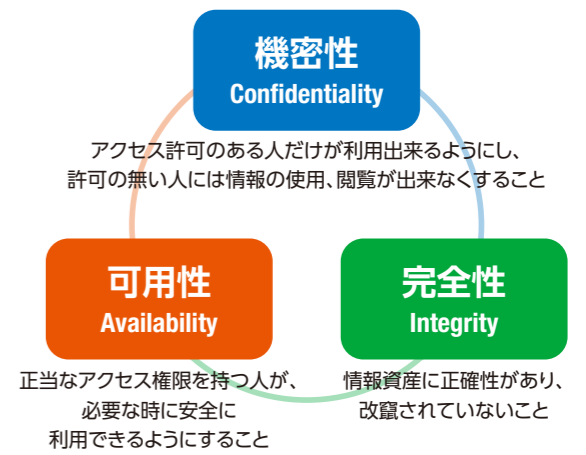 機密性
Confidentiality
アクセス許可のある人だけが利用出来るようにし、
許可の無い人には情報の使用、閲覧が出来なくすること
可用性
Availability
正当なアクセス権限を持つ人が、
必要な時に安全に
利用できるようにすること
完全性
Integrity
情報資産に正確性があり、
改竄されていないこと